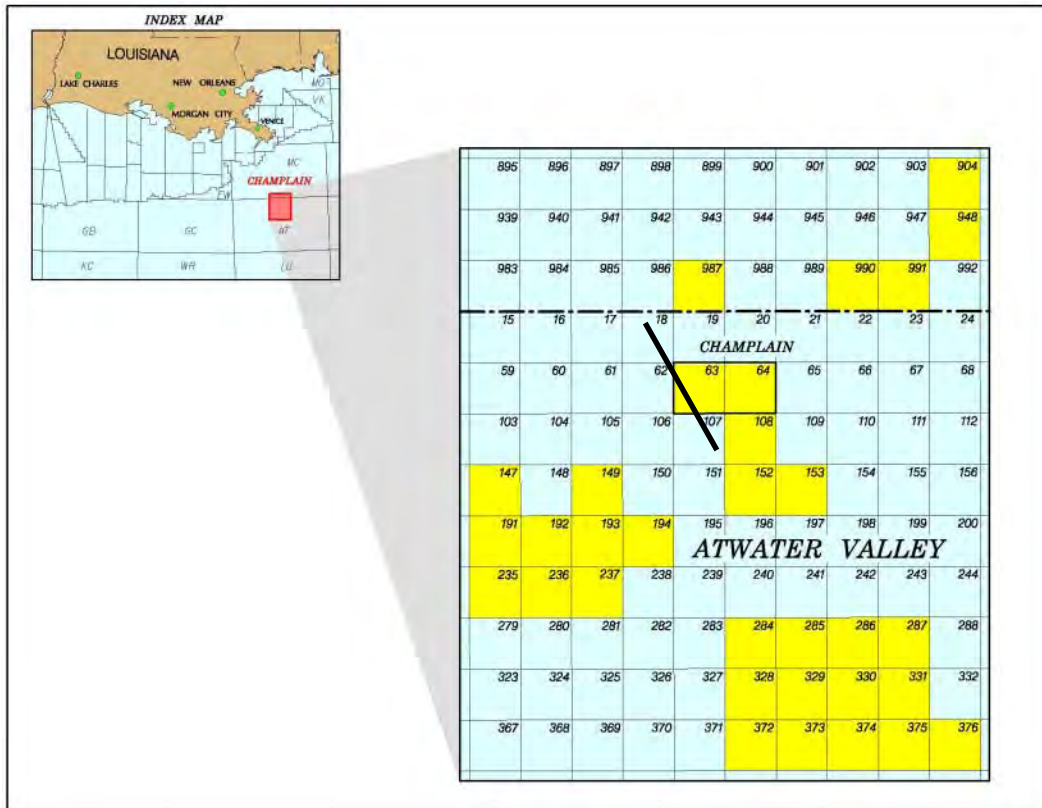 INDEX MAP
LOUISIANA
LAKE CHARLES
NEW ORLEANS
MORGAN CITY
VENICE
MO
VK
MC
CHAMPLAIN
EW
GB
GC
AT
KC
WR
LU
895 896 897 898 899 900 901 902 903 904
939 940 941 942 943 944 945 946 947 948
983 984 985 986 987 988 989 990 991 992
15 16 17 18 19 20 21 22 23 24
CHAMPLAIN
59 60 61 62 63 64 65 66 67 68
103 104 105 106 107 108 109 110 111 112
147 148 149 150 151 152 153 154 155 156
191 192 193 194 195 196 197 198 199 200
ATWATER VALLEY
235 236 237 238 239 240 241 242 243 244
279 280 281 282 283 284 285 286 287 288
323 324 325 326 327 328 329 330 331 332
367 368 369 370 371 372 373 374 375 376